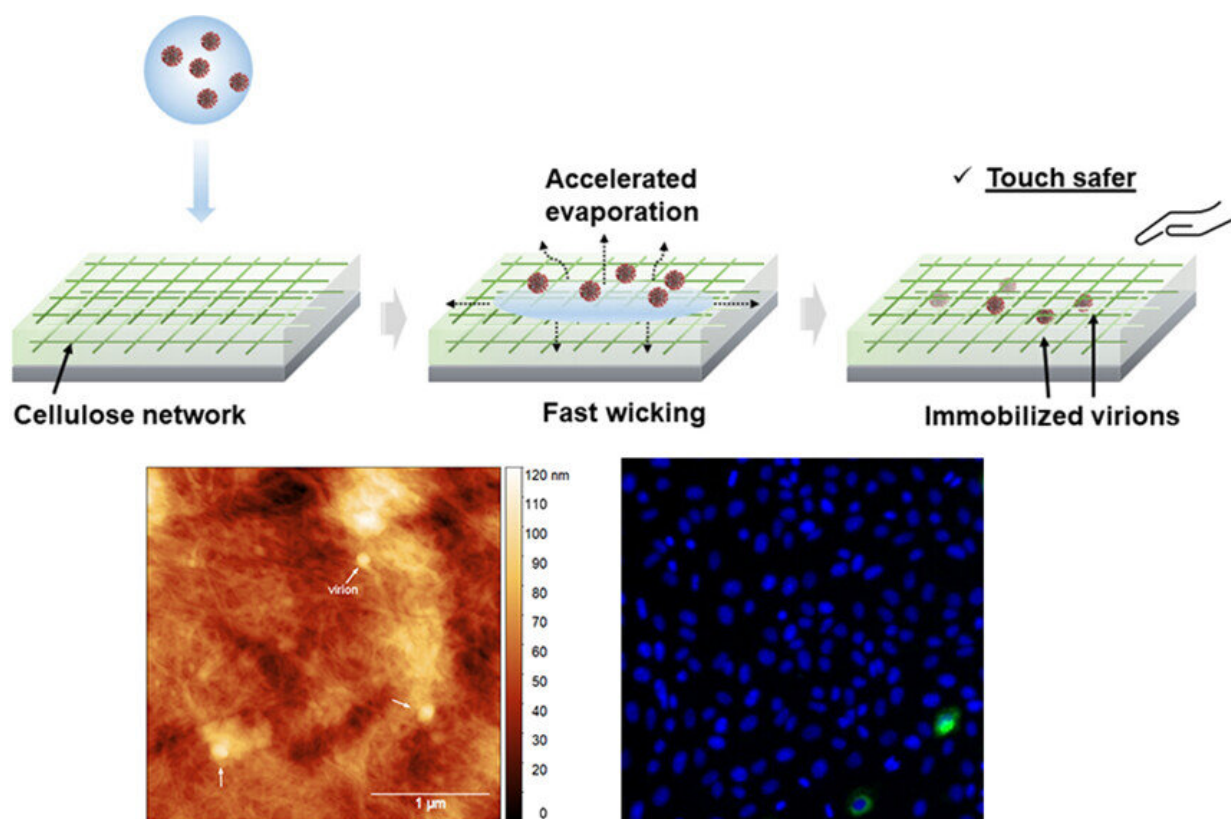 Accelerated
evaporation
✓ Touch safer
Cellulose network
Fast wicking
Immobilized virions
120 nm
110
100
90
80
70
60
50
40
30
20
0
virion
1 µm